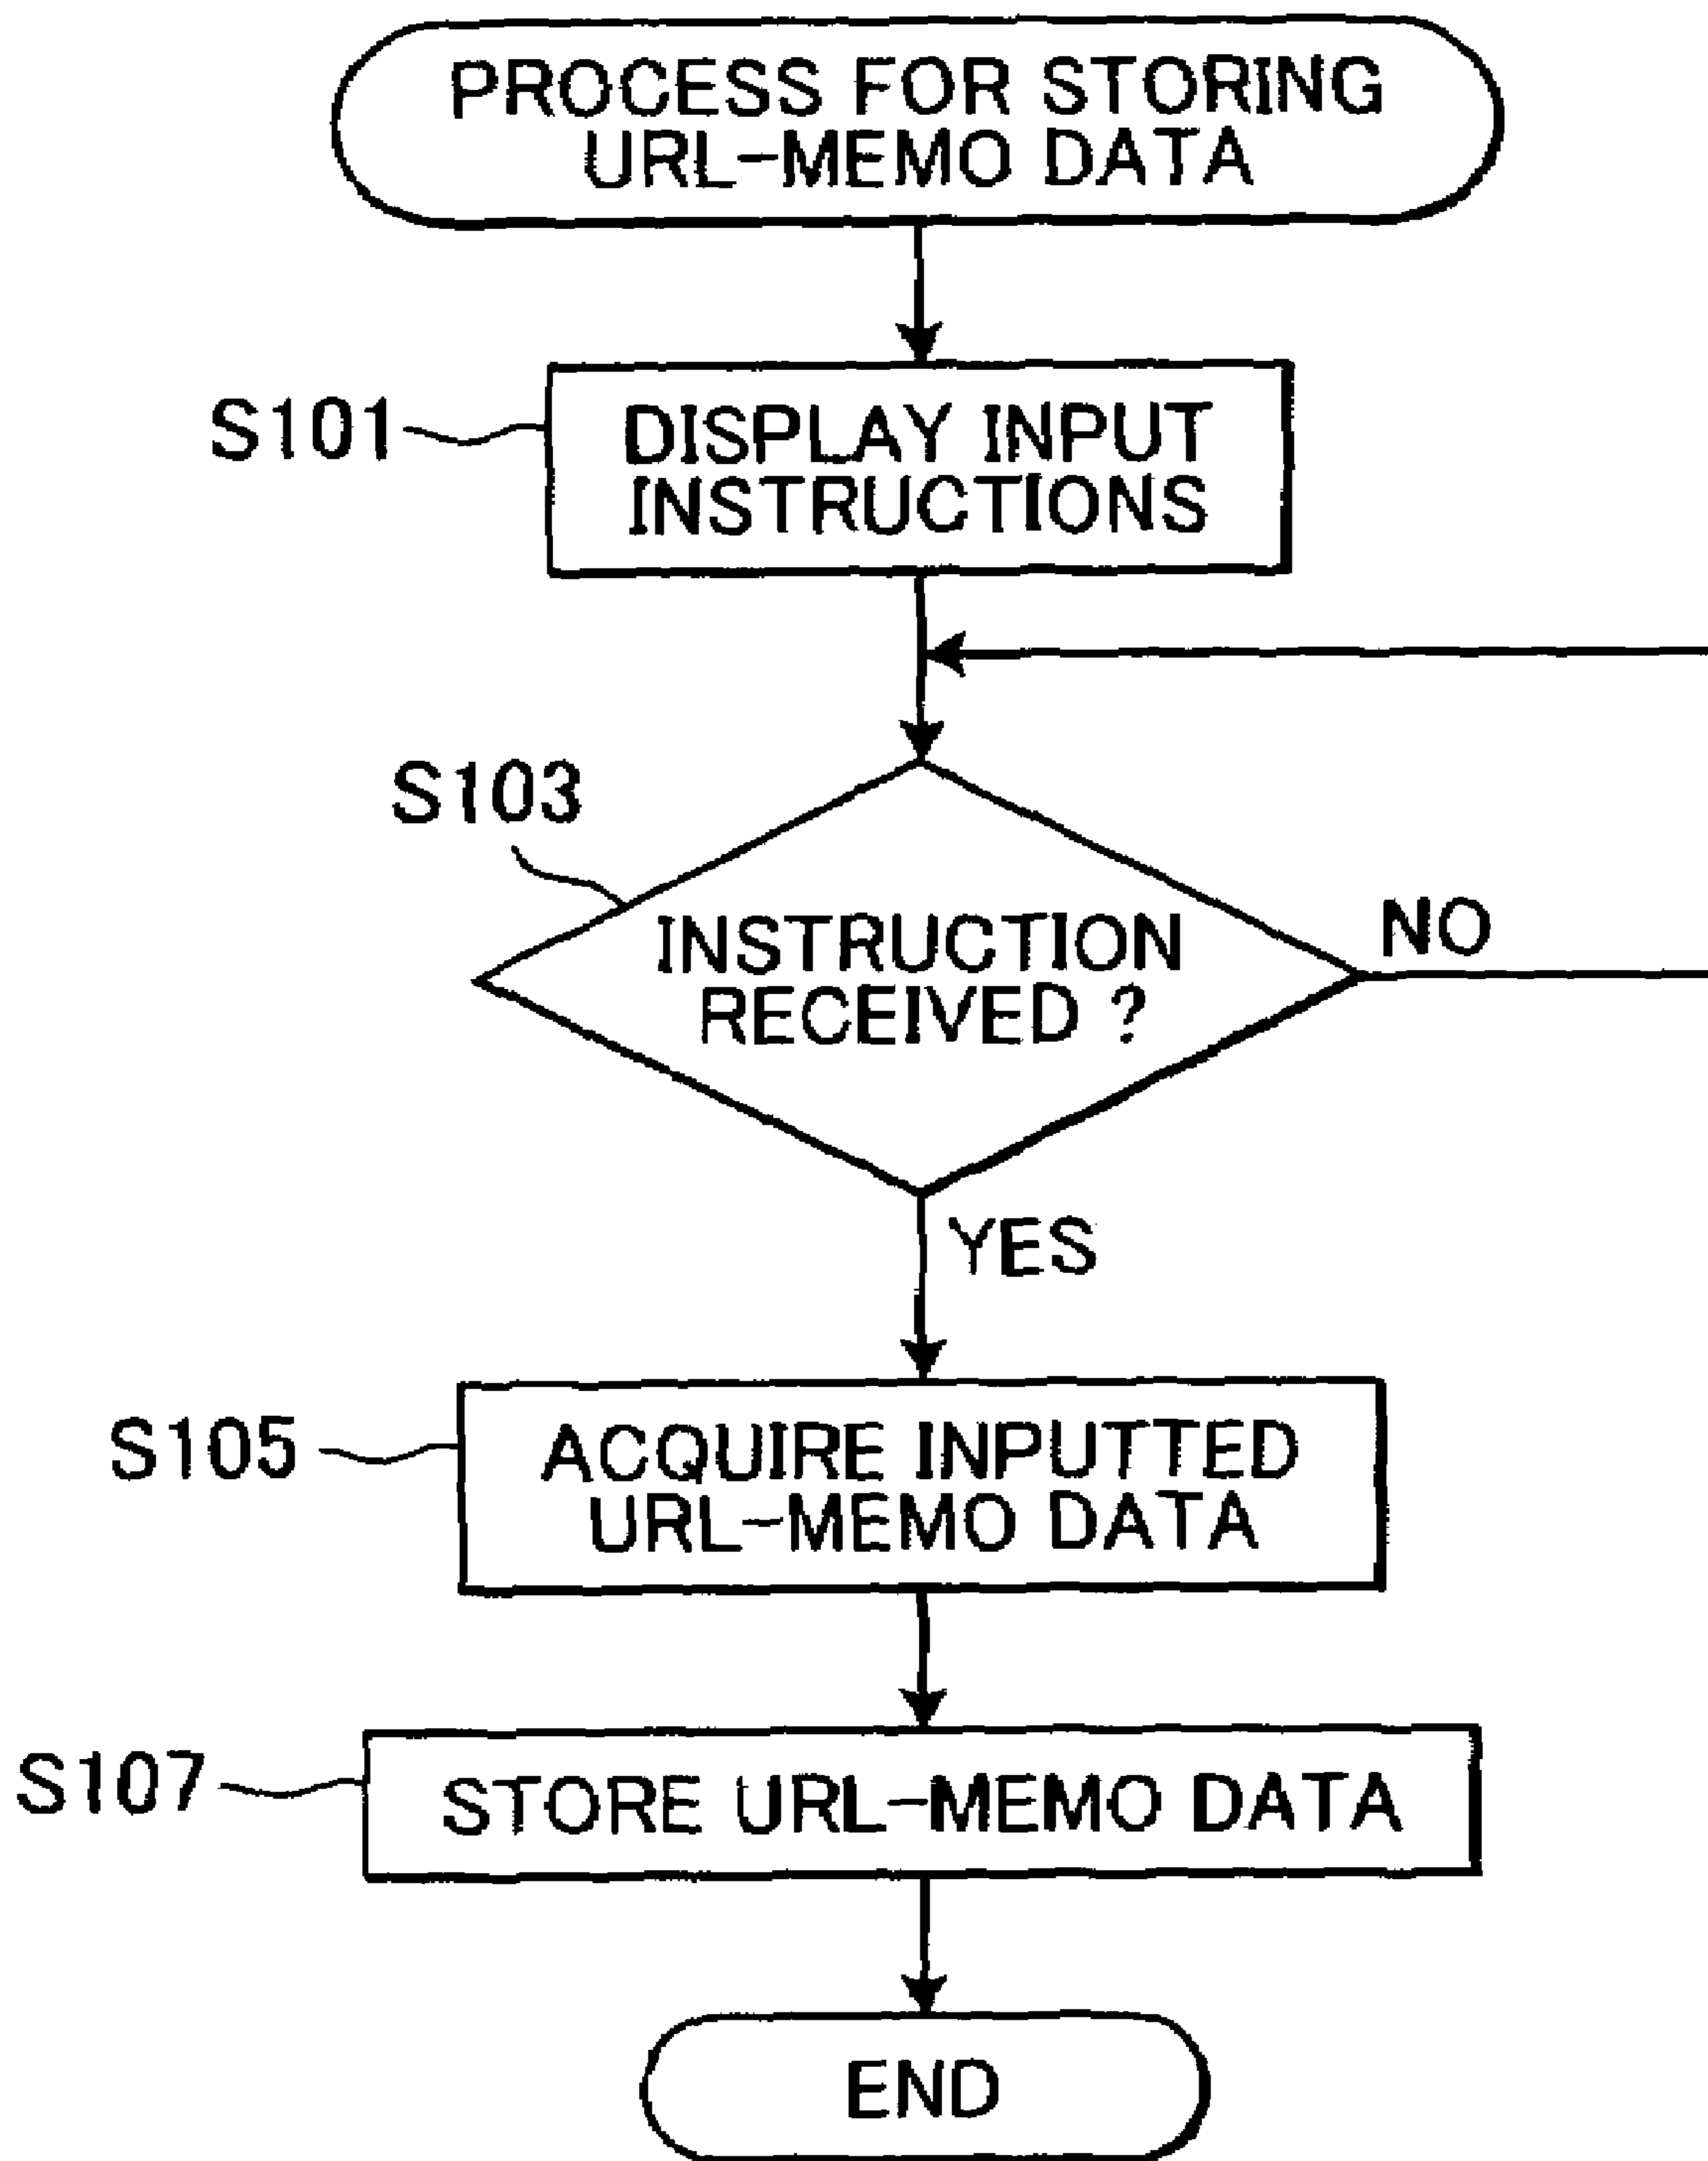 PROCESS FOR STORING
URL-MEMO DATA
S101
DISPLAY INPUT
INSTRUCTIONS
S103
INSTRUCTION
RECEIVED ?
NO
YES
S105
ACQUIRE INPUTTED
URL-MEMO DATA
S107
STORE URL-MEMO DATA
END